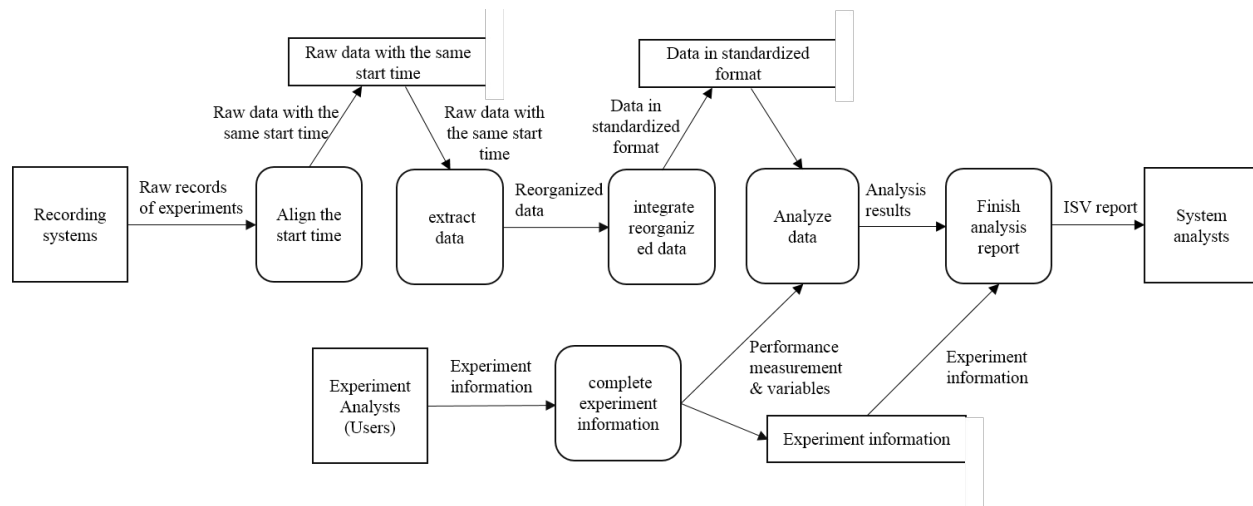 Raw data with the same
start time
Data in standardized
format
Raw data with the
same start time
Raw data with
the same start
time
Data in
standardized
format
Recording
systems
Raw records
of experiments
Align the
start time
extract
data
Reorganized
data
integrate
reorganiz
ed data
Analyze
data
Analysis
results
Finish
analysis
report
ISV report
System
analysts
Experiment
Analysts
(Users)
Experiment
information
complete
experiment
information
Performance
measurement
& variables
Experiment
information
Experiment information